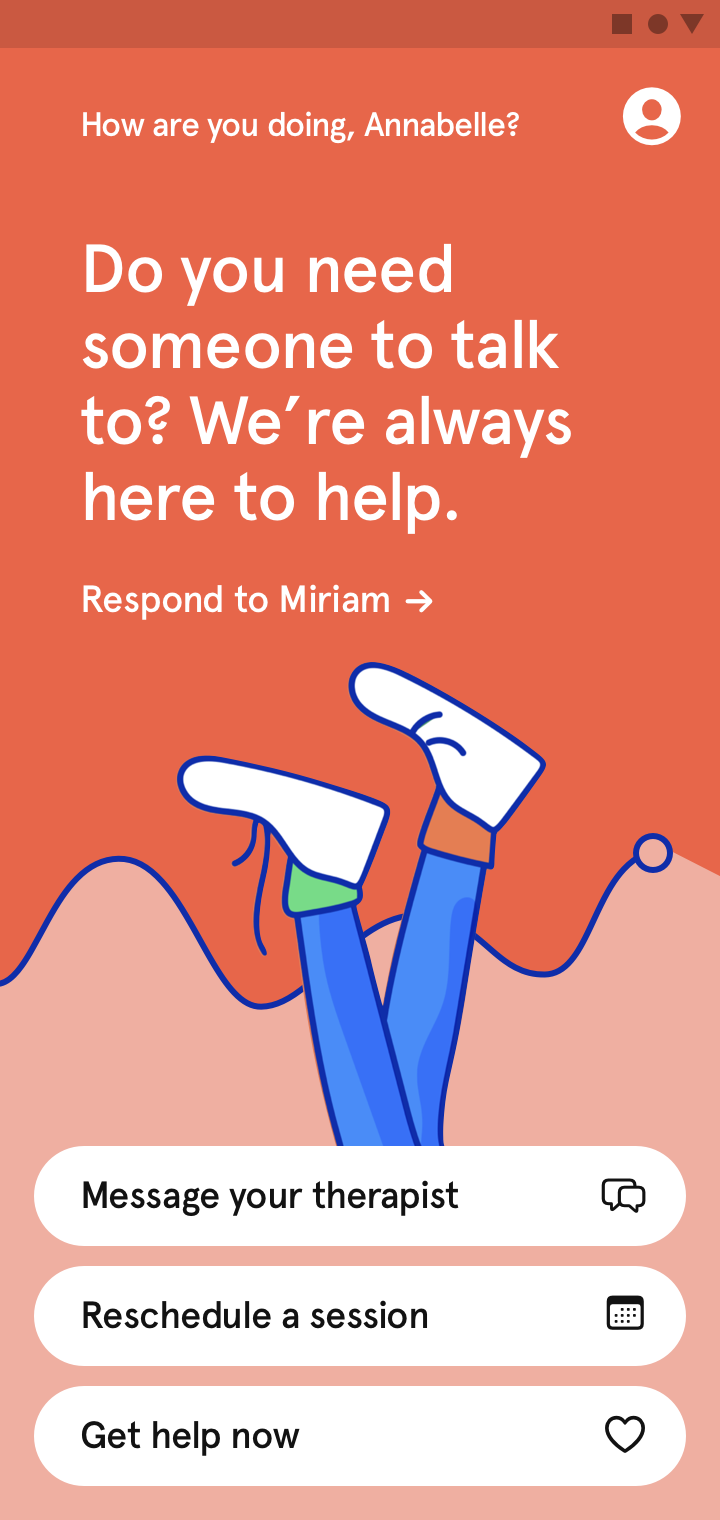 How are you doing, Annabelle?
Do you need
someone to talk
to? We’re always
here to help.
Respond to Miriam →
Message your therapist
Reschedule a session
Get help now